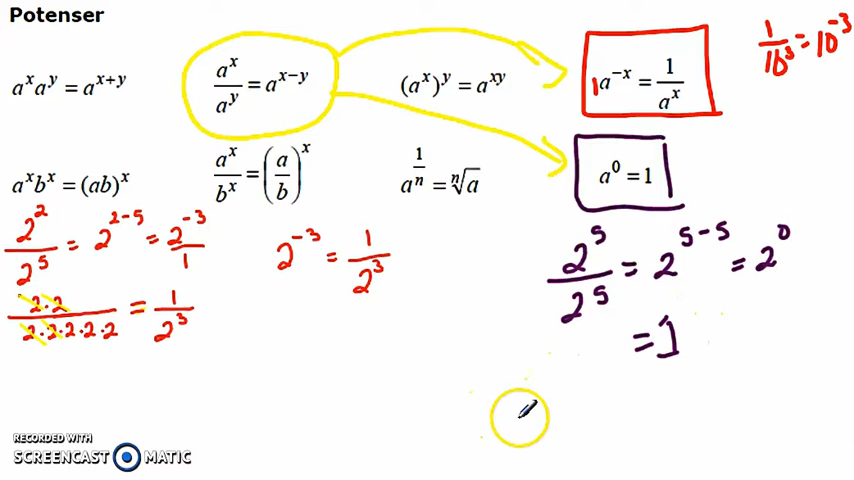 Potenser
a^x a^y = a^{x+y}
a^x / a^y = a^{x-y}
(a^x)^y = a^{xy}
1a^{-x} = 1 / a^x
1 / 10^3 = 10^{-3}
a^x b^x = (ab)^x
a^x / b^x = (a / b)^x
a^{1/n} = ⁿ√a
a^0 = 1
2^2 / 2^5 = 2^{2-5} = 2^{-3} / 1
2·2 / 2·2·2·2·2 = 1 / 2^3
2^{-3} = 1 / 2^3
2^5 / 2^5 = 2^{5-5} = 2^0
= 1
RECORDED WITH
SCREENCAST MATIC